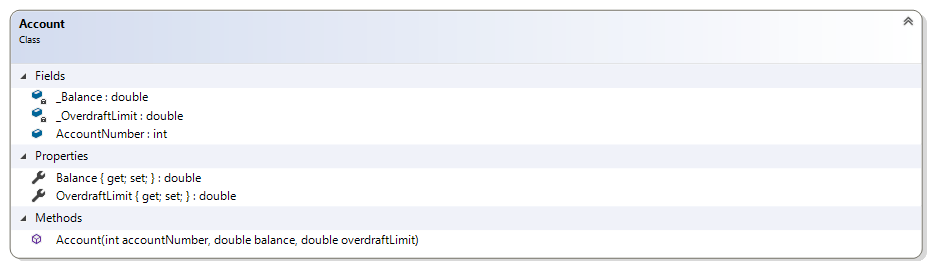 Account
Class
Fields
_Balance : double
_OverdraftLimit : double
AccountNumber : int
Properties
Balance { get; set; } : double
OverdraftLimit { get; set; } : double
Methods
Account(int accountNumber, double balance, double overdraftLimit)